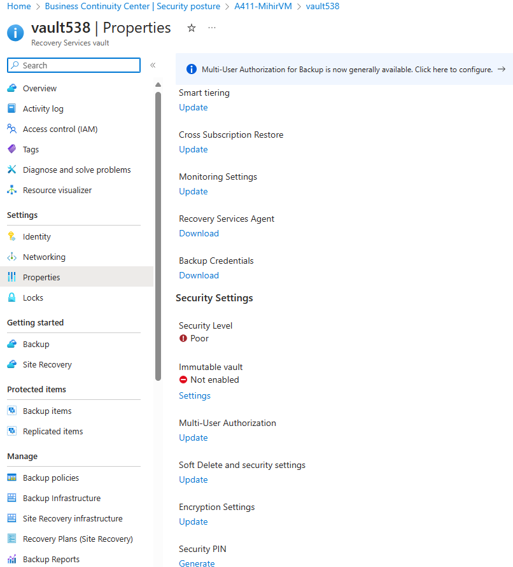 Home > Business Continuity Center | Security posture > A411-MihirVM > vault538
vault538 | Properties
Recovery Services vault
Search
Overview
Activity log
Access control (IAM)
Tags
Diagnose and solve problems
Resource visualizer
Settings
Identity
Networking
Properties
Locks
Getting started
Backup
Site Recovery
Protected items
Backup items
Replicated items
Manage
Backup policies
Backup Infrastructure
Site Recovery infrastructure
Recovery Plans (Site Recovery)
Backup Reports
Multi-User Authorization for Backup is now generally available. Click here to configure.
Smart tiering
Update
Cross Subscription Restore
Update
Monitoring Settings
Update
Recovery Services Agent
Download
Backup Credentials
Download
Security Settings
Security Level
Poor
Immutable vault
Not enabled
Settings
Multi-User Authorization
Update
Soft Delete and security settings
Update
Encryption Settings
Update
Security PIN
Generate